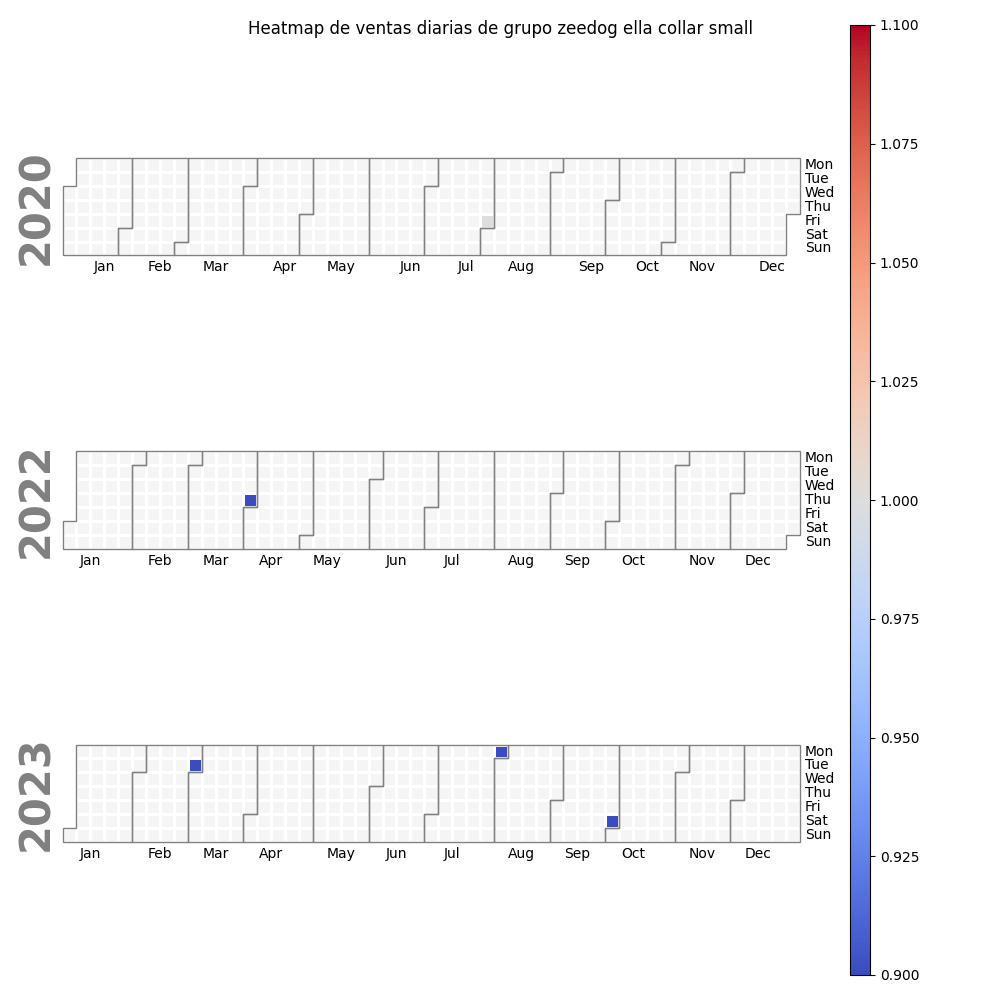 Heatmap de ventas diarias de grupo zeedog ella collar small
2020
Mon
Tue
Wed
Thu
Fri
Sat
Sun
Jan Feb Mar Apr May Jun Jul Aug Sep Oct Nov Dec
2022
Mon
Tue
Wed
Thu
Fri
Sat
Sun
Jan Feb Mar Apr May Jun Jul Aug Sep Oct Nov Dec
2023
Mon
Tue
Wed
Thu
Fri
Sat
Sun
Jan Feb Mar Apr May Jun Jul Aug Sep Oct Nov Dec
1.100
1.075
1.050
1.025
1.000
0.975
0.950
0.925
0.900